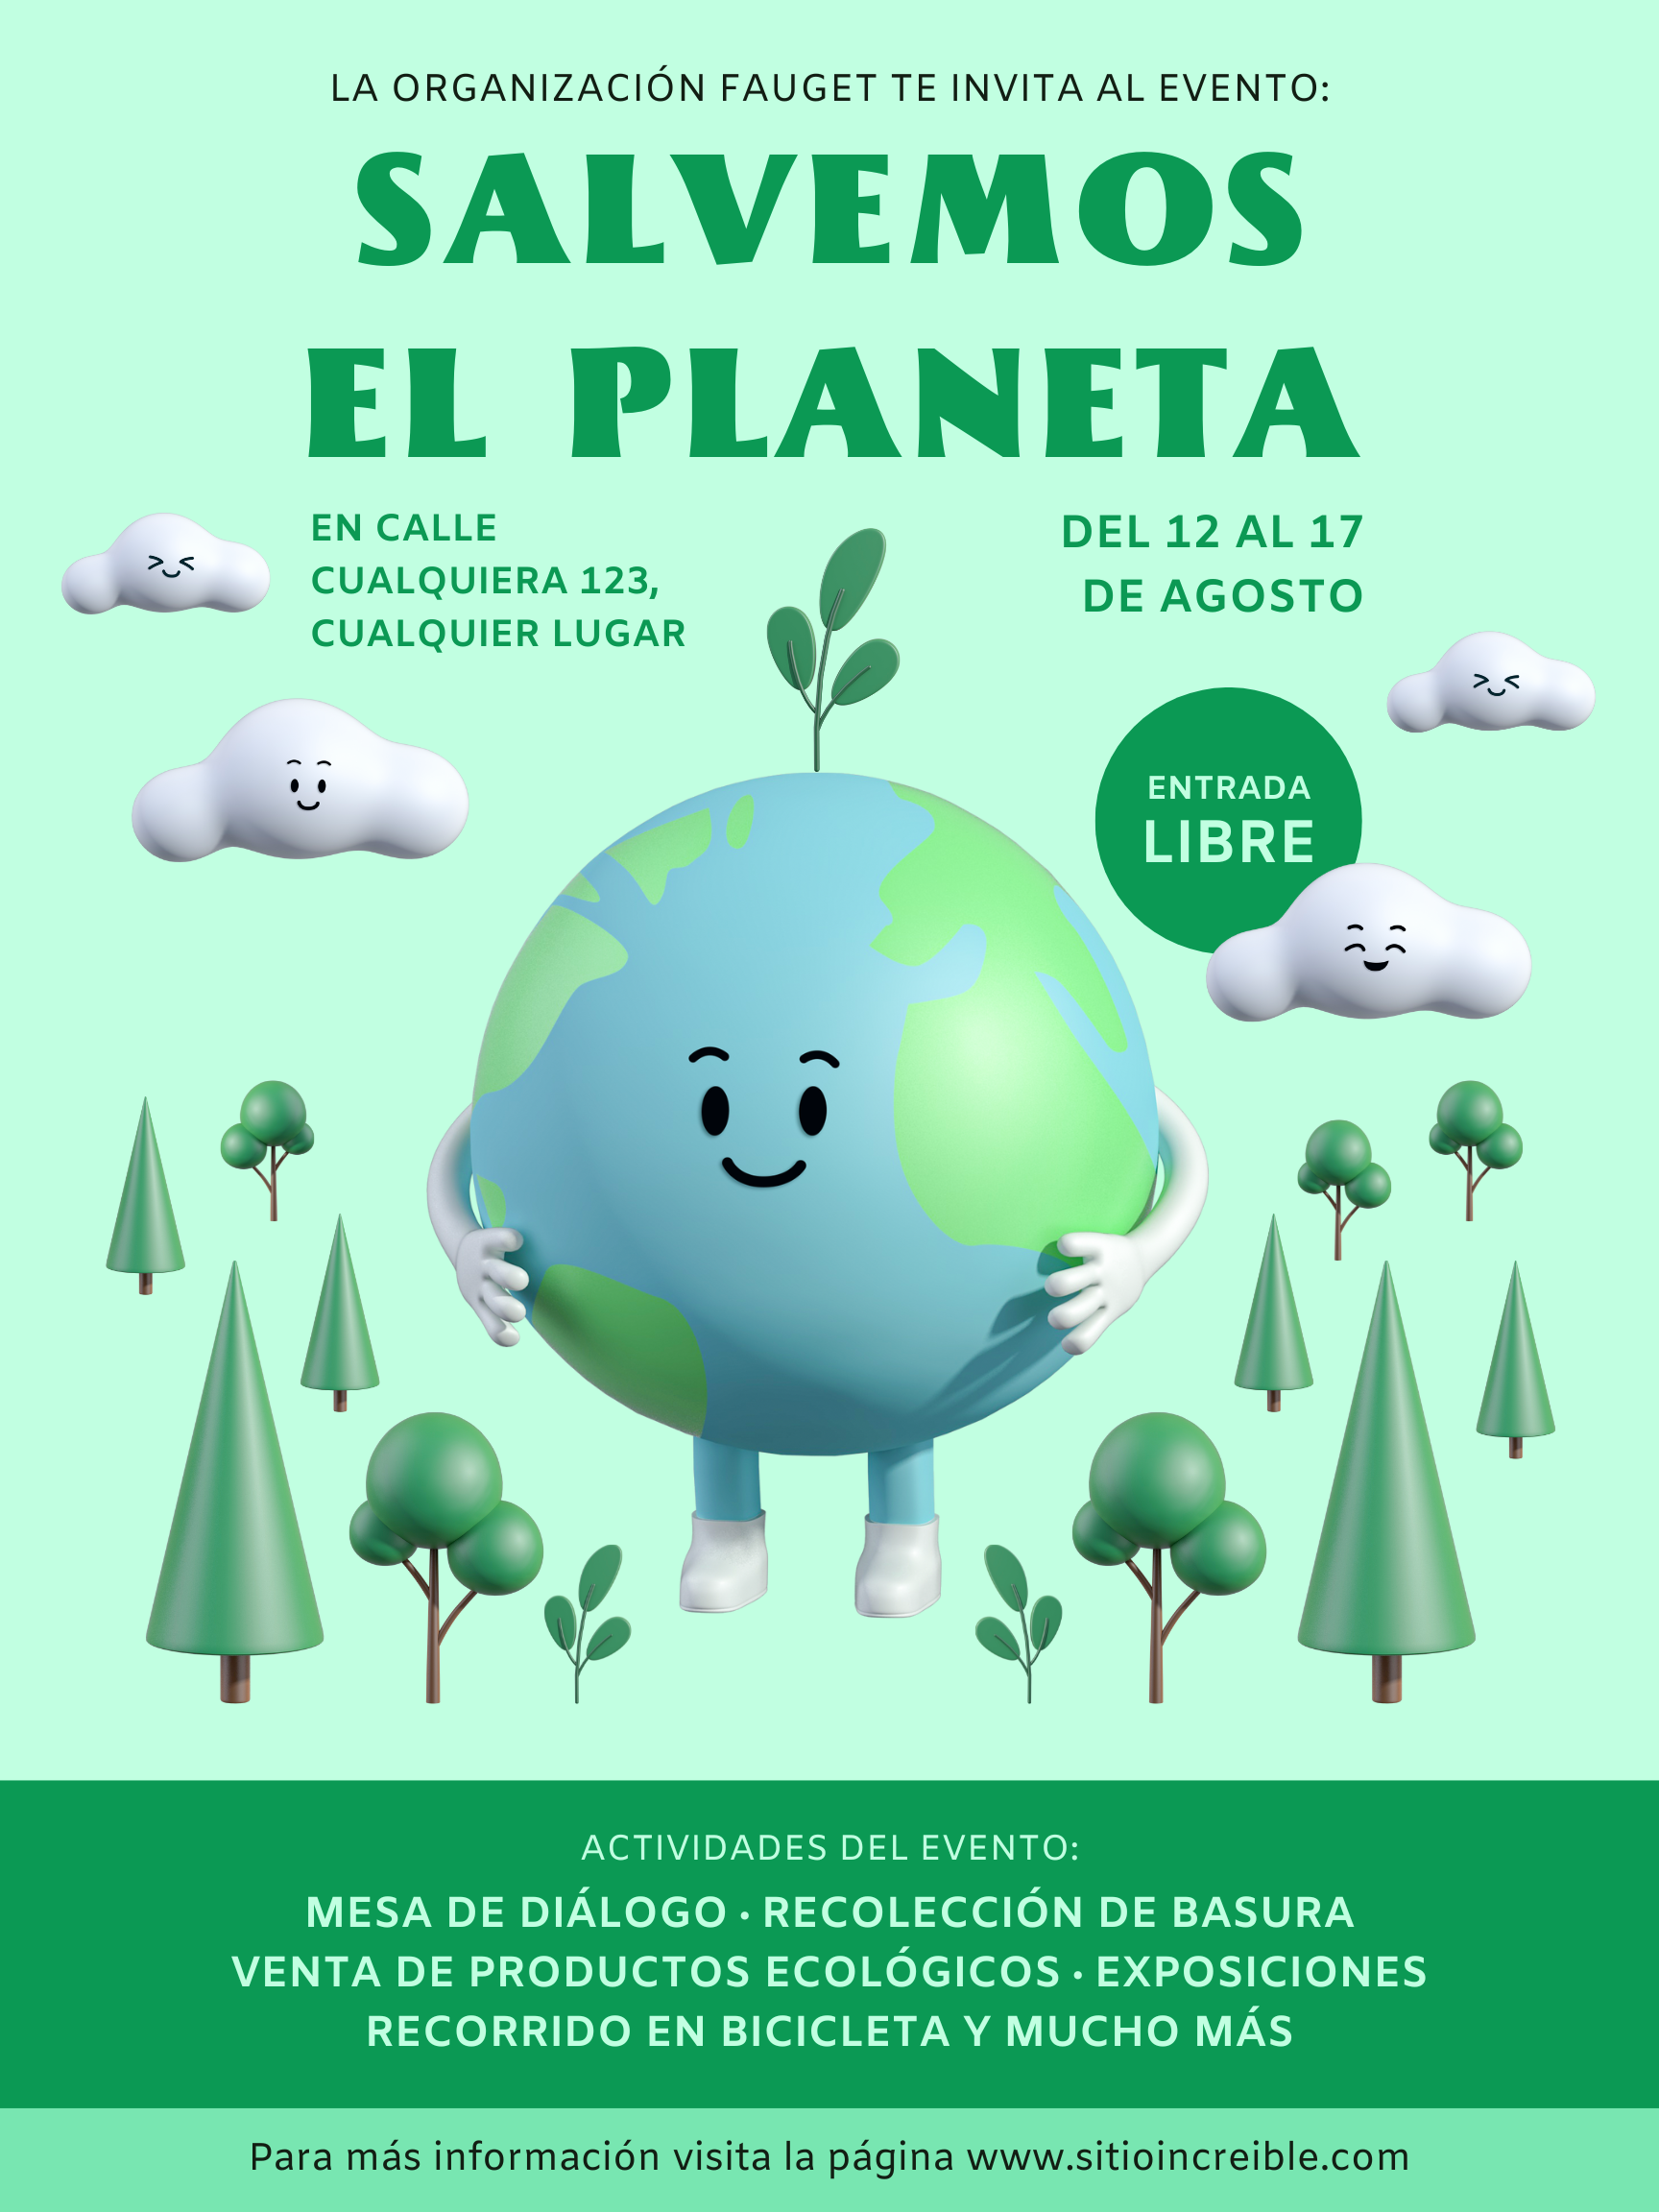 LA ORGANIZACIÓN FAUGET TE INVITA AL EVENTO:
SALVEMOS
EL PLANETA
EN CALLE
CUALQUIERA 123,
CUALQUIER LUGAR
DEL 12 AL 17
DE AGOSTO
ENTRADA
LIBRE
ACTIVIDADES DEL EVENTO:
MESA DE DIÁLOGO · RECOLECCIÓN DE BASURA
VENTA DE PRODUCTOS ECOLÓGICOS · EXPOSICIONES
RECORRIDO EN BICICLETA Y MUCHO MÁS
Para más información visita la página www.sitioincreible.com